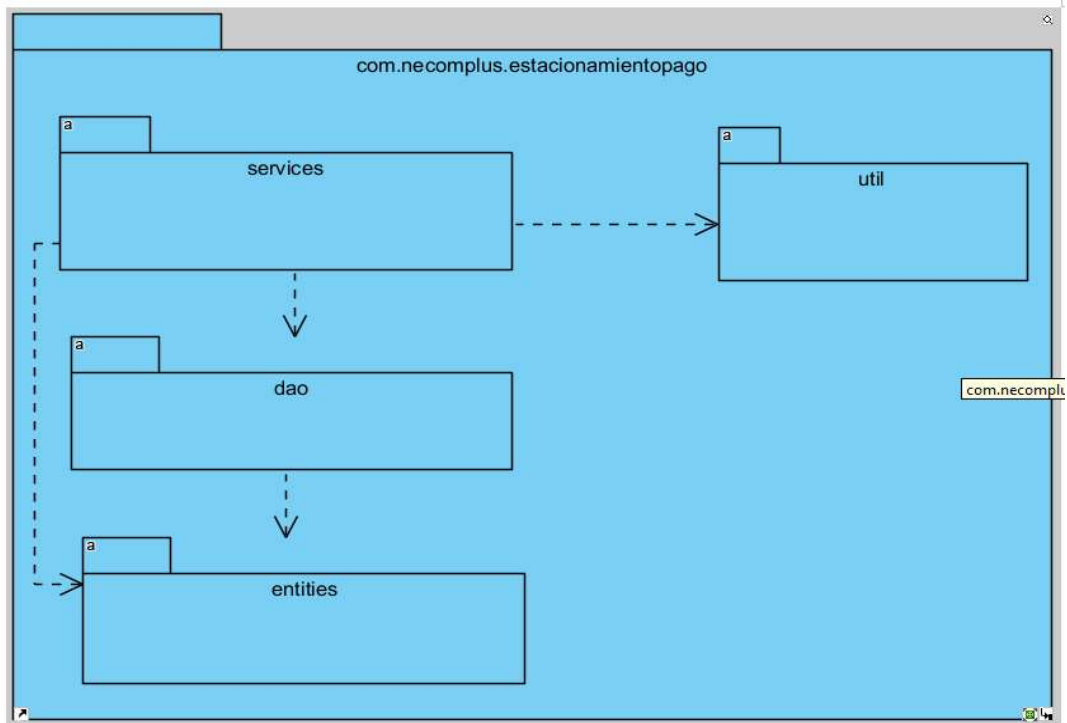 com.necomplus.estacionamientopago
a
services
a
util
a
dao
com.necomplu
a
entities